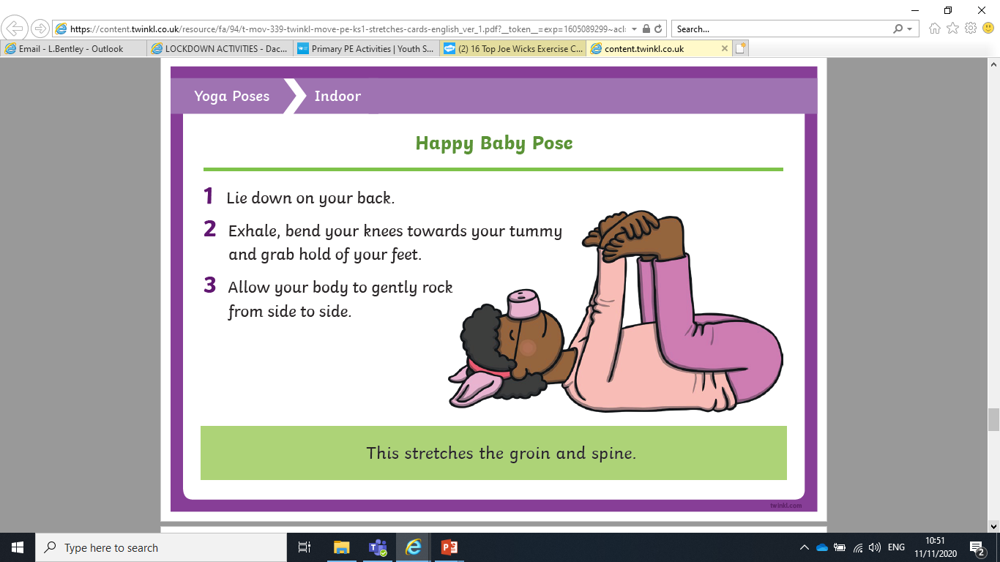 https://content.twinkl.co.uk/resource/fa/94/t-mov-339-twinkl-move-pe-ks1-stretches-cards-english_ver_1.pdf?__token__=exp=1605089299~acl=
Search...
Email - L.Bentley - Outlook
LOCKDOWN ACTIVITIES - Dac...
Primary PE Activities | Youth S...
(2) 16 Top Joe Wicks Exercise C...
content.twinkl.co.uk
Yoga Poses
Indoor
Happy Baby Pose
1 Lie down on your back.
2 Exhale, bend your knees towards your tummy
and grab hold of your feet.
3 Allow your body to gently rock
from side to side.
This stretches the groin and spine.
twinkl.com
Type here to search
ENG
10:51
11/11/2020
2